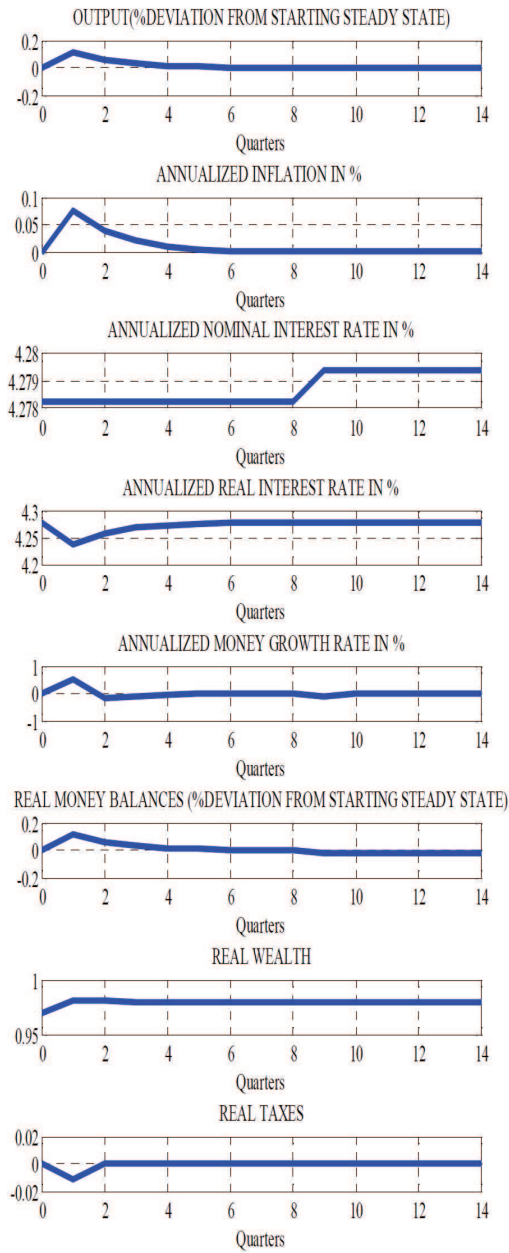 OUTPUT(%DEVIATION FROM STARTING STEADY STATE)
0.2
0
-0.2
0 2 4 6 8 10 12 14
Quarters
ANNUALIZED INFLATION IN %
0.1
0.05
0
0 2 4 6 8 10 12 14
Quarters
ANNUALIZED NOMINAL INTEREST RATE IN %
4.28
4.279
4.278
0 2 4 6 8 10 12 14
Quarters
ANNUALIZED REAL INTEREST RATE IN %
4.3
4.25
4.2
0 2 4 6 8 10 12 14
Quarters
ANNUALIZED MONEY GROWTH RATE IN %
1
0
-1
0 2 4 6 8 10 12 14
Quarters
REAL MONEY BALANCES (%DEVIATION FROM STARTING STEADY STATE)
0.2
0
-0.2
0 2 4 6 8 10 12 14
Quarters
REAL WEALTH
1
0.95
0 2 4 6 8 10 12 14
Quarters
REAL TAXES
0.02
0
-0.02
0 2 4 6 8 10 12 14
Quarters